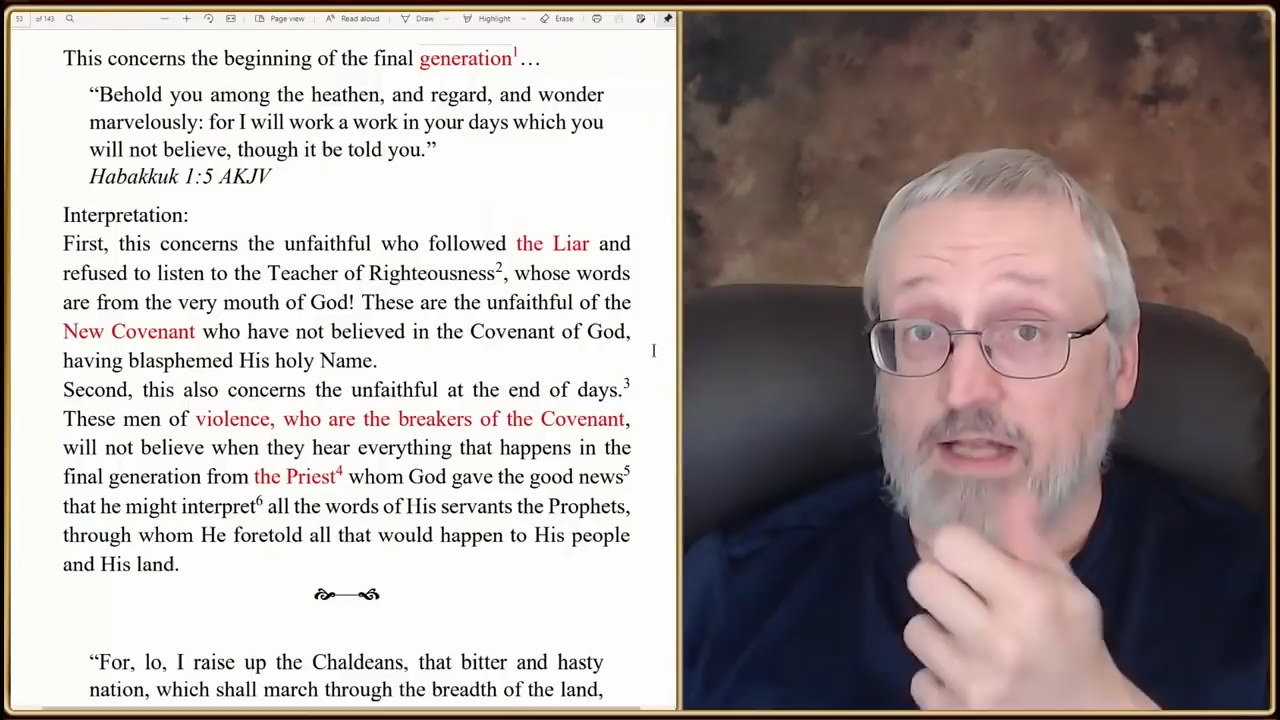 53 of 143 Page view Read aloud Draw Highlight Erase
This concerns the beginning of the final generation¹…
“Behold you among the heathen, and regard, and wonder
marvelously: for I will work a work in your days which you
will not believe, though it be told you.”
Habakkuk 1:5 AKJV
Interpretation:
First, this concerns the unfaithful who followed the Liar and
refused to listen to the Teacher of Righteousness², whose words
are from the very mouth of God! These are the unfaithful of the
New Covenant who have not believed in the Covenant of God,
having blasphemed His holy Name.
Second, this also concerns the unfaithful at the end of days.³
These men of violence, who are the breakers of the Covenant,
will not believe when they hear everything that happens in the
final generation from the Priest⁴ whom God gave the good news⁵
that he might interpret⁶ all the words of His servants the Prophets,
through whom He foretold all that would happen to His people
and His land.
“For, lo, I raise up the Chaldeans, that bitter and hasty
nation, which shall march through the breadth of the land,